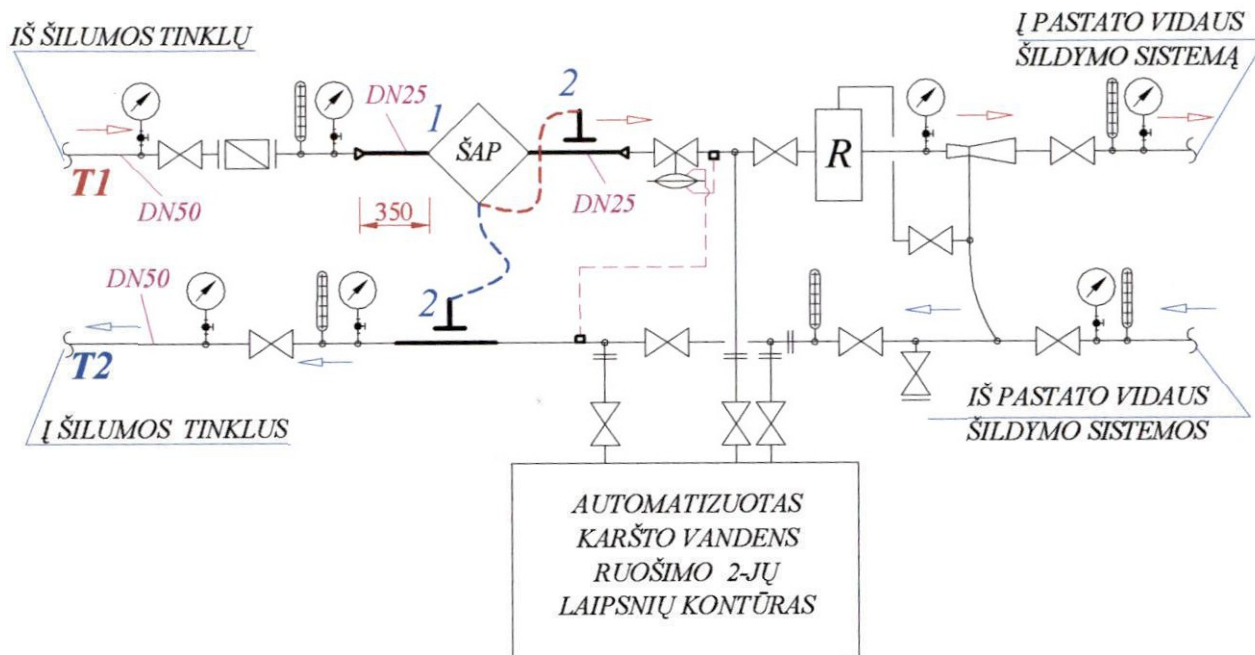 IŠ ŠILUMOS TINKLŲ
Į PASTATO VIDAUS
ŠILDYMO SISTEMĄ
DN25
1
2
ŠAP
R
T1
DN50
350
DN25
DN50
2
T2
Į ŠILUMOS TINKLUS
IŠ PASTATO VIDAUS
ŠILDYMO SISTEMOS
AUTOMATIZUOTAS
KARŠTO VANDENS
RUOŠIMO 2-JŲ
LAIPSNIŲ KONTŪRAS